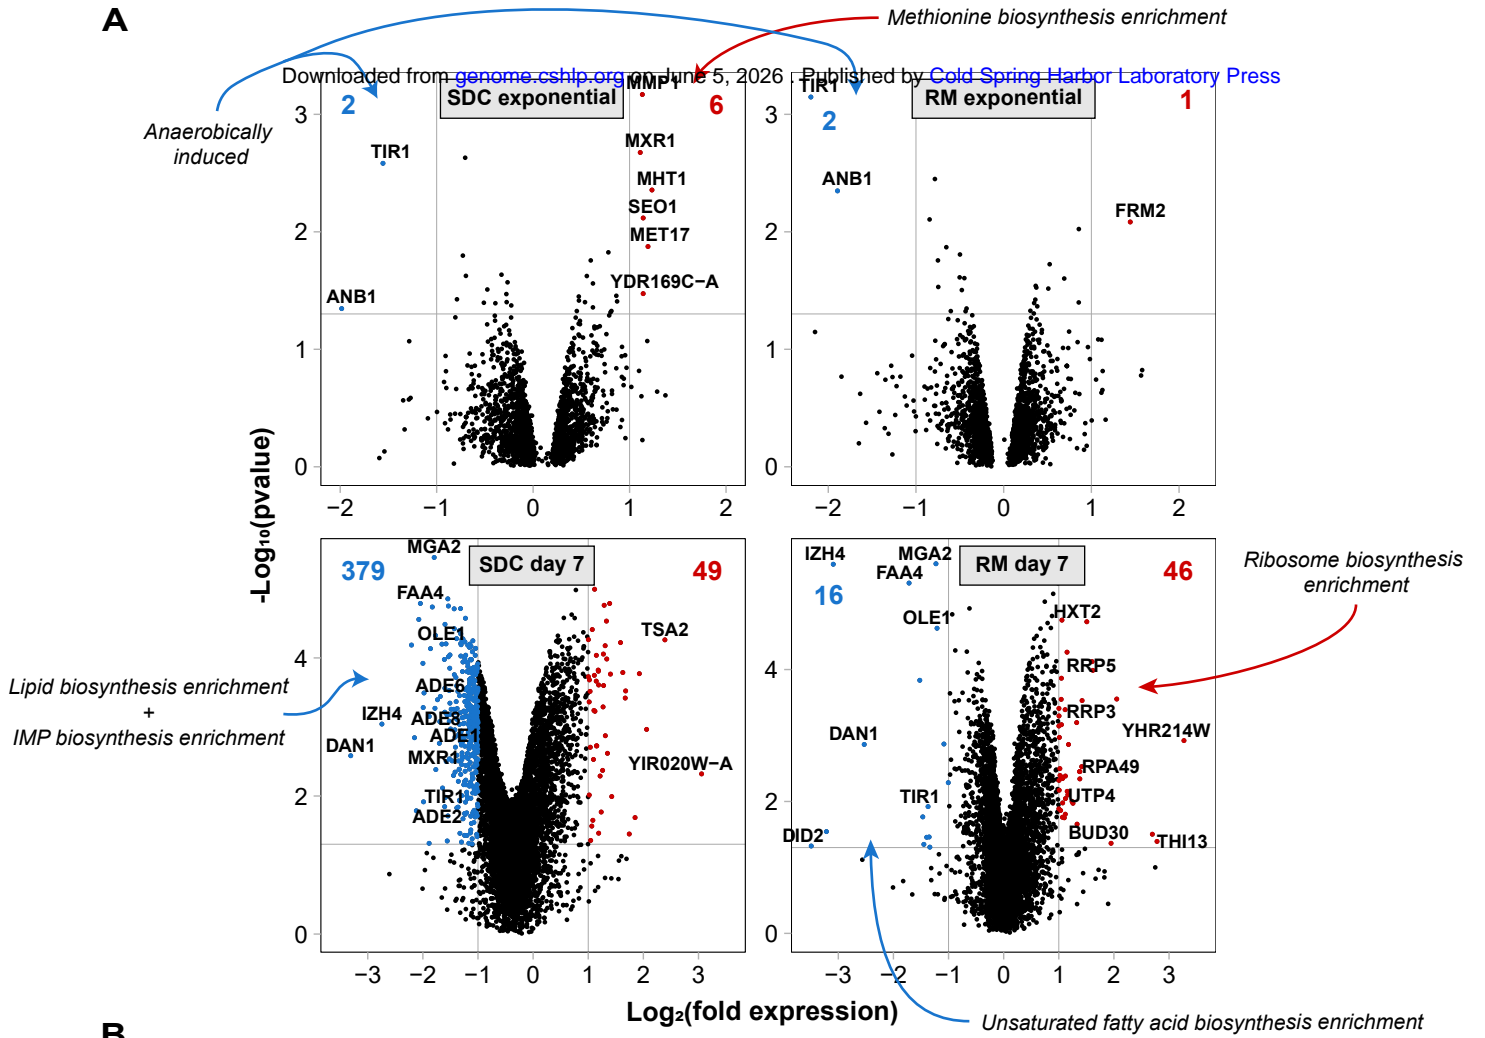 A
Methionine biosynthesis enrichment
Downloaded from genome.cshlp.org on June 5, 2026 . Published by Cold Spring Harbor Laboratory Press
Anaerobically
induced
2
SDC exponential
6
MMP1
TIR1
MXR1
MHT1
SEO1
MET17
YDR169C−A
ANB1
3
2
1
0
−2 −1 0 1 2
TIR1
2
RM exponential
1
ANB1
FRM2
3
2
1
0
−2 −1 0 1 2
-Log₁₀(pvalue)
MGA2
379
SDC day 7
49
FAA4
OLE1
TSA2
ADE6
IZH4
ADE8
ADE1
DAN1
MXR1
YIR020W−A
TIR1
ADE2
4
2
0
−3 −2 −1 0 1 2 3
Lipid biosynthesis enrichment
+
IMP biosynthesis enrichment
IZH4
MGA2
RM day 7
46
FAA4
16
OLE1
HXT2
RRP5
RRP3
DAN1
YHR214W
RPA49
TIR1
UTP4
DID2
BUD30
THI13
4
2
0
−3 −2 −1 0 1 2 3
Ribosome biosynthesis
enrichment
Log₂(fold expression)
Unsaturated fatty acid biosynthesis enrichment
B